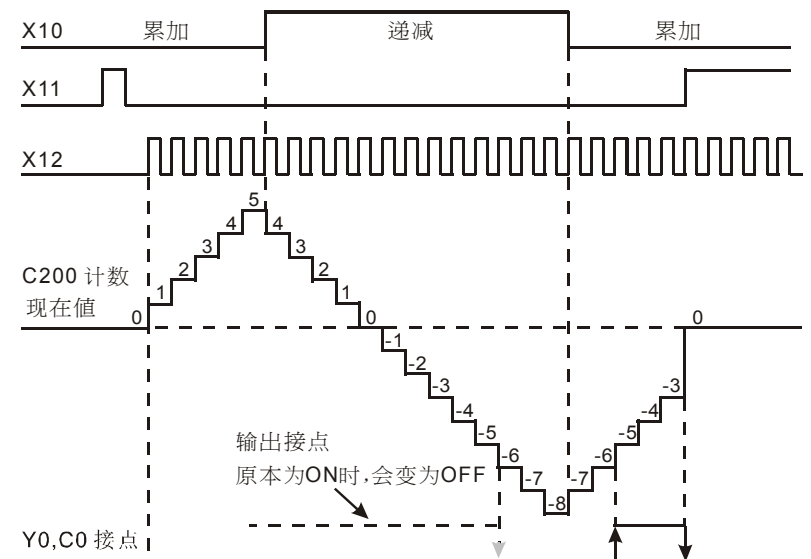 X10 累加 递减 累加
X11
X12
5
4 4
3 3
2 2
1 1
C200 计数
现在值
0 0 0
-1
-2
-3 -3
-4 -4
-5 -5
-6 -6
-7 -7
-8
输出接点
原本为ON时,会变为OFF
Y0,C0 接点